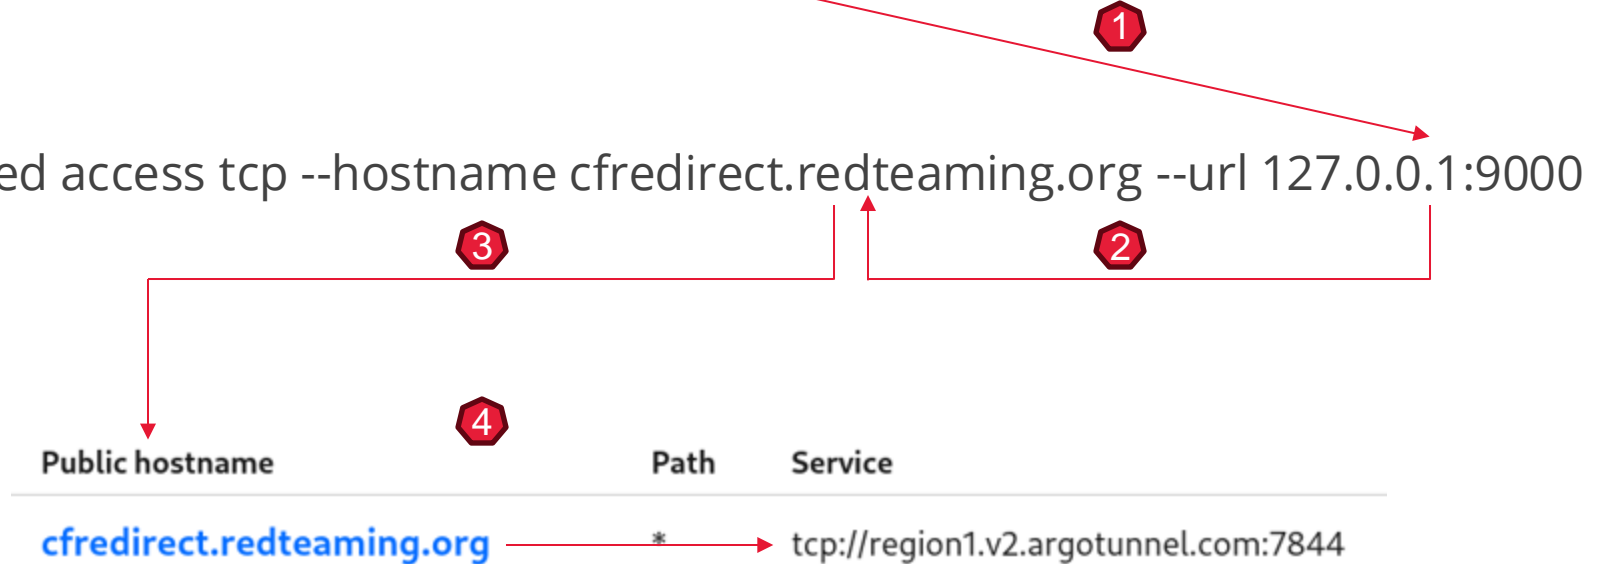 1
ed access tcp --hostname cfredirect.redteaming.org --url 127.0.0.1:9000
3 2
4
Public hostname Path Service
cfredirect.redteaming.org * tcp://region1.v2.argotunnel.com:7844